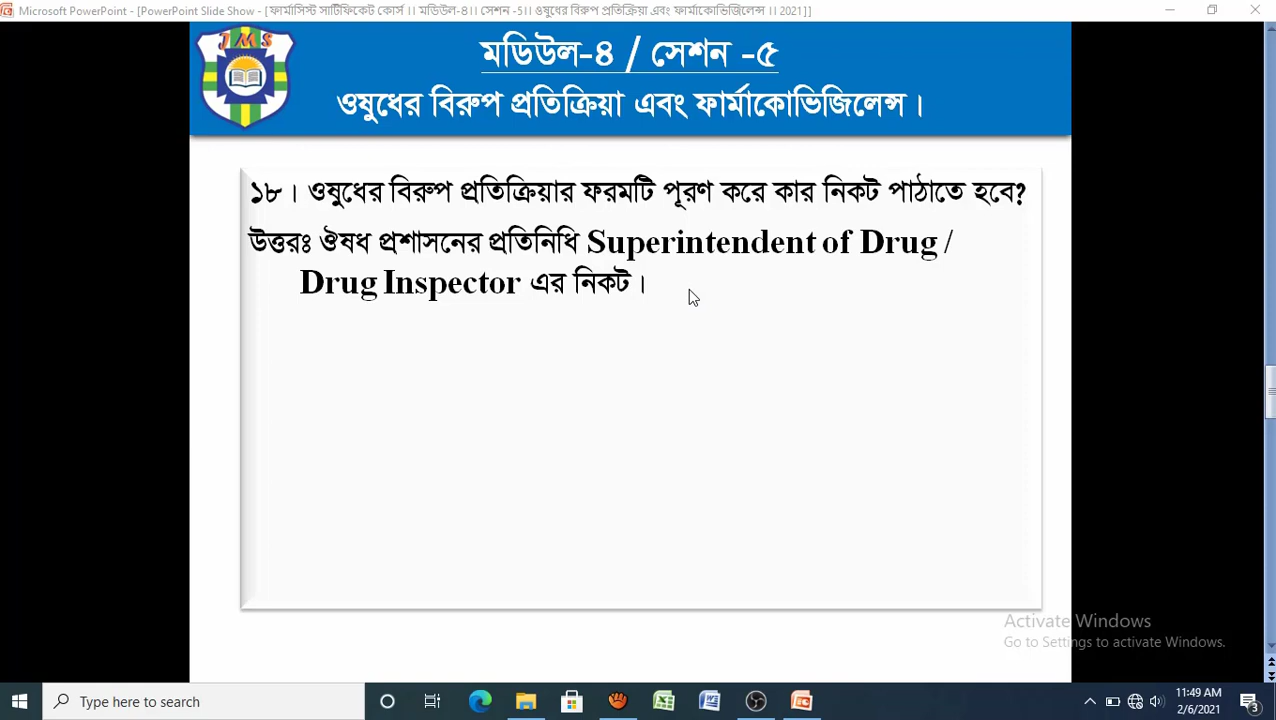 Microsoft PowerPoint - [PowerPoint Slide Show - [ফার্মাসিস্ট সার্টিফিকেট কোর্স ।। মডিউল-৪।। সেশন -5।। ওষুধের বিরুপ প্রতিক্রিয়া এবং ফার্মাকোভিজিলেন্স ।। 2021]]
JMS
মডিউল-৪ / সেশন -৫
ওষুধের বিরুপ প্রতিক্রিয়া এবং ফার্মাকোভিজিলেন্স।
১৮। ওষুধের বিরুপ প্রতিক্রিয়ার ফরমটি পূরণ করে কার নিকট পাঠাতে হবে?
উত্তরঃ ঔষধ প্রশাসনের প্রতিনিধি Superintendent of Drug /
Drug Inspector এর নিকট।
Activate Windows
Go to Settings to activate Windows.
Type here to search
11:49 AM
2/6/2021
3